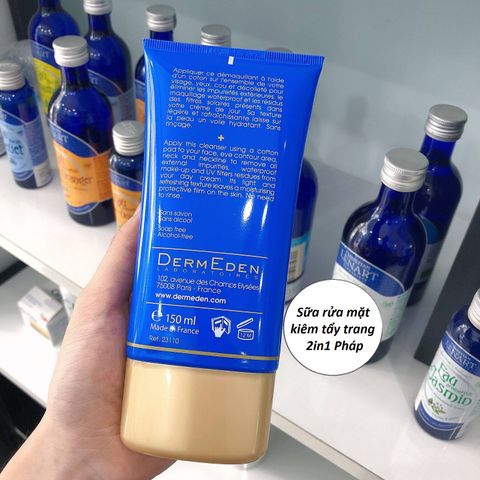 Appliquer ce démaquillant à l'aide
d'un coton sur l'ensemble de votre
visage, yeux, cou et décolleté pour
éliminer les impuretés extérieures, le
maquillage waterproof et les résidus
des filtres solaires présents dans
votre crème de jour. Sa texture
légère et rafraîchissante laisse sur
la peau un voile hydratant. Sans
rinçage.
+
Apply this cleanser using a cotton
pad to your face, eye contour area,
neck and neckline to remove all
external impurities, waterproof
make-up and UV filters residues from
your day cream. Its light and
refreshing texture leaves a moisturising
protective film on the skin. No need
to rinse.
Sans savon
Sans alcool
Soap free
Alcohol-free
DERMEDEN
LABORATOIRES
102, avenue des Champs Elysées
75008 Paris - France
www.dermeden.com
e 150 ml
Made in France
Ref. 23110
12 M
Sữa rửa mặt
kiêm tẩy trang
2in1 Pháp
LENART
Eau
Jasmin